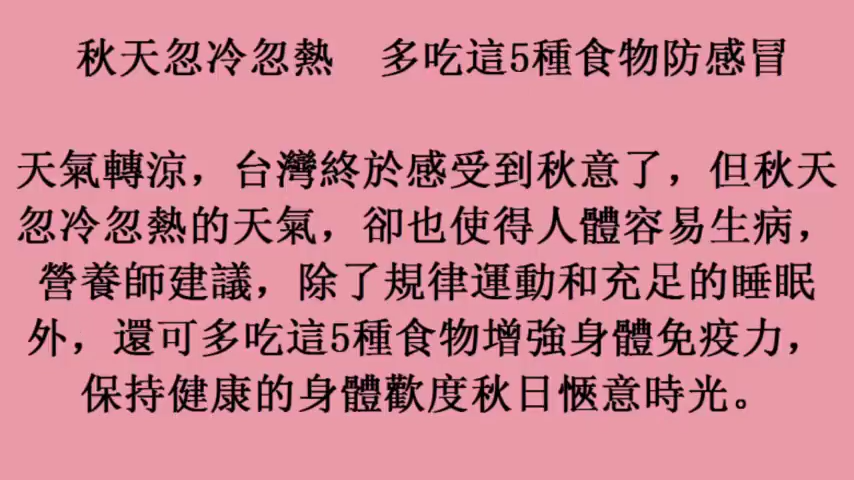 秋天忽冷忽熱　多吃這5種食物防感冒
天氣轉涼，台灣終於感受到秋意了，但秋天
忽冷忽熱的天氣，卻也使得人體容易生病，
營養師建議，除了規律運動和充足的睡眠
外，還可多吃這5種食物增強身體免疫力，
保持健康的身體歡度秋日愜意時光。